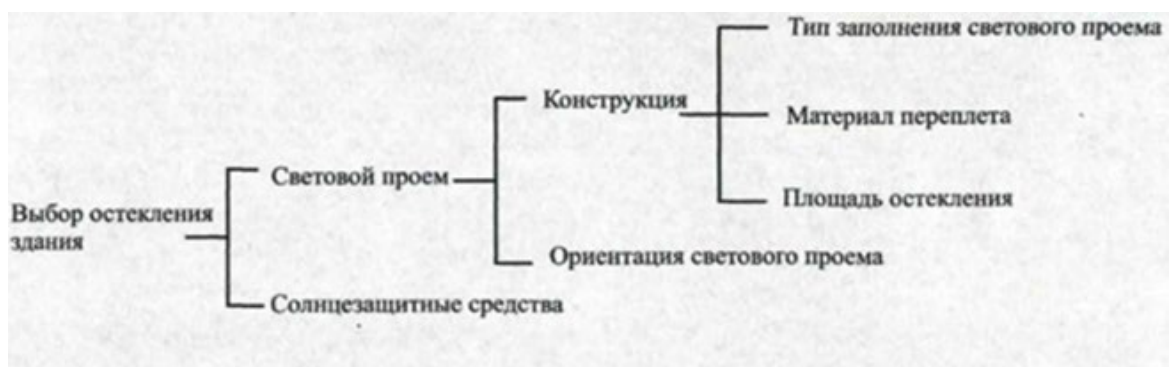 Тип заполнения светового проема
Конструкция
Материал переплета
Световой проем
Площадь остекления
Выбор остекления
здания
Ориентация светового проема
Солнцезащитные средства